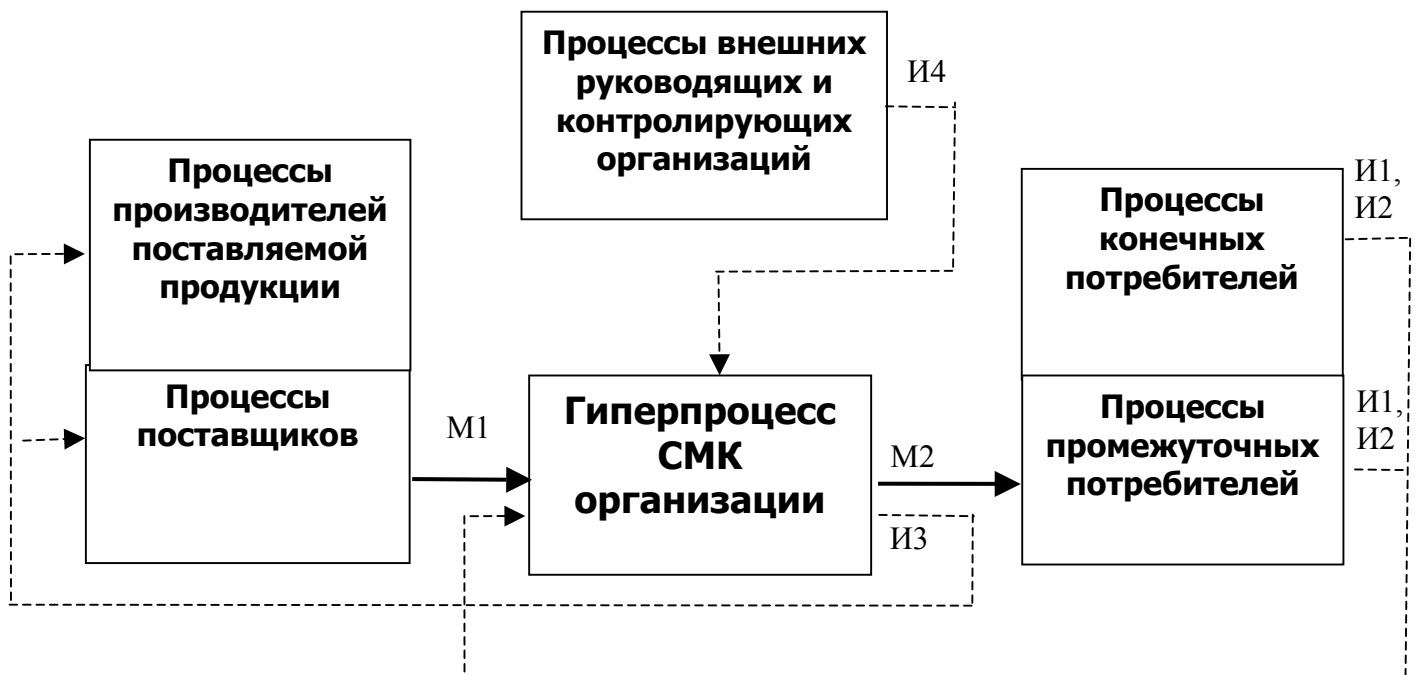 Процессы внешних
руководящих и
контролирующих
организаций
И4
Процессы
производителей
поставляемой
продукции
Процессы
конечных
потребителей
И1,
И2
Процессы
поставщиков
М1
Гиперпроцесс
СМК
организации
М2
И3
Процессы
промежуточных
потребителей
И1,
И2